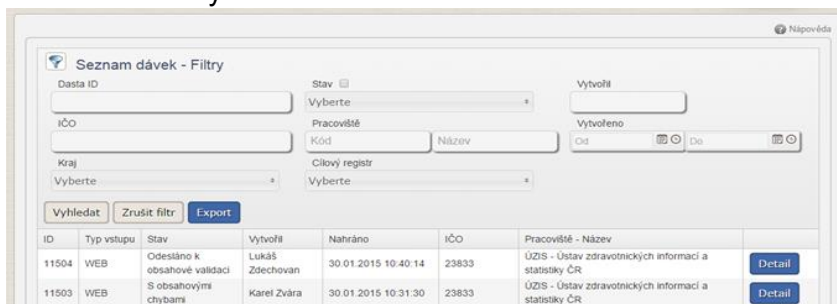 Nápověda
Seznam dávek - Filtry
Dasta ID Stav Vytvořil
Vyberte
IČO Pracoviště Vytvořeno
Kód Název Od Do
Kraj Cílový registr
Vyberte Vyberte
Vyhledat Zrušit filtr Export
ID Typ vstupu Stav Vytvořil Nahráno IČO Pracoviště - Název
11504 WEB Odesláno k obsahové validaci Lukáš Zdechovan 30.01.2015 10:40:14 23833 ÚZIS - Ústav zdravotnických informací a statistiky ČR Detail
11503 WEB S obsahovými chybami Karel Zvára 30.01.2015 10:31:30 23833 ÚZIS - Ústav zdravotnických informací a statistiky ČR Detail